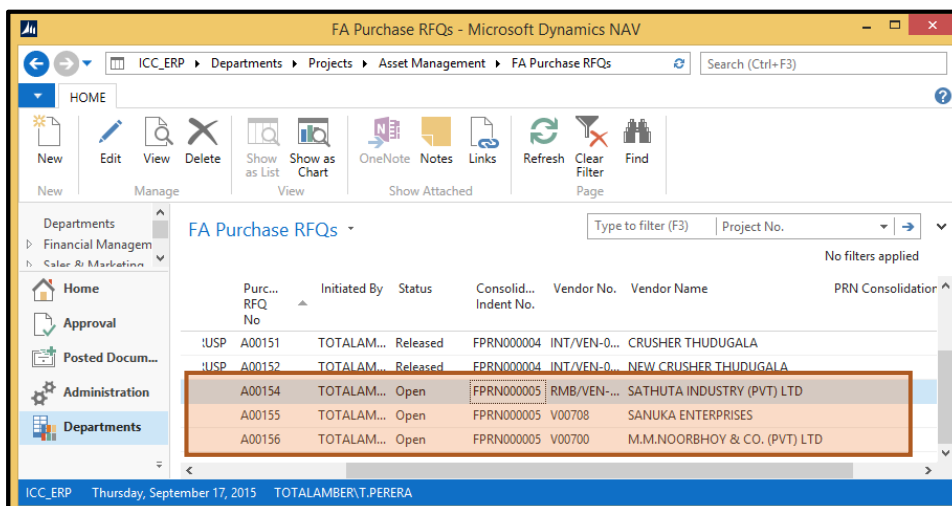 FA Purchase RFQs - Microsoft Dynamics NAV
ICC_ERP Departments Projects Asset Management FA Purchase RFQs Search (Ctrl+F3)
HOME
New Edit View Delete Show as List Show as Chart OneNote Notes Links Refresh Clear Filter Find
New Manage View Show Attached Page
Departments
Financial Managem
Sales & Marketing
Home
Approval
Posted Docum...
Administration
Departments
FA Purchase RFQs
Type to filter (F3) Project No.
No filters applied
Purc... RFQ No Initiated By Status Consolid... Indent No. Vendor No. Vendor Name PRN Consolidation
USP A00151 TOTALAM... Released FPRN000004 INT/VEN-0... CRUSHER THUDUGALA
USP A00152 TOTALAM... Released FPRN000004 INT/VEN-0... NEW CRUSHER THUDUGALA
A00154 TOTALAM... Open FPRN000005 RMB/VEN-... SATHUTA INDUSTRY (PVT) LTD
A00155 TOTALAM... Open FPRN000005 V00708 SANUKA ENTERPRISES
A00156 TOTALAM... Open FPRN000005 V00700 M.M.NOORBHOY & CO. (PVT) LTD
ICC_ERP Thursday, September 17, 2015 TOTALAMBER\T.PERERA